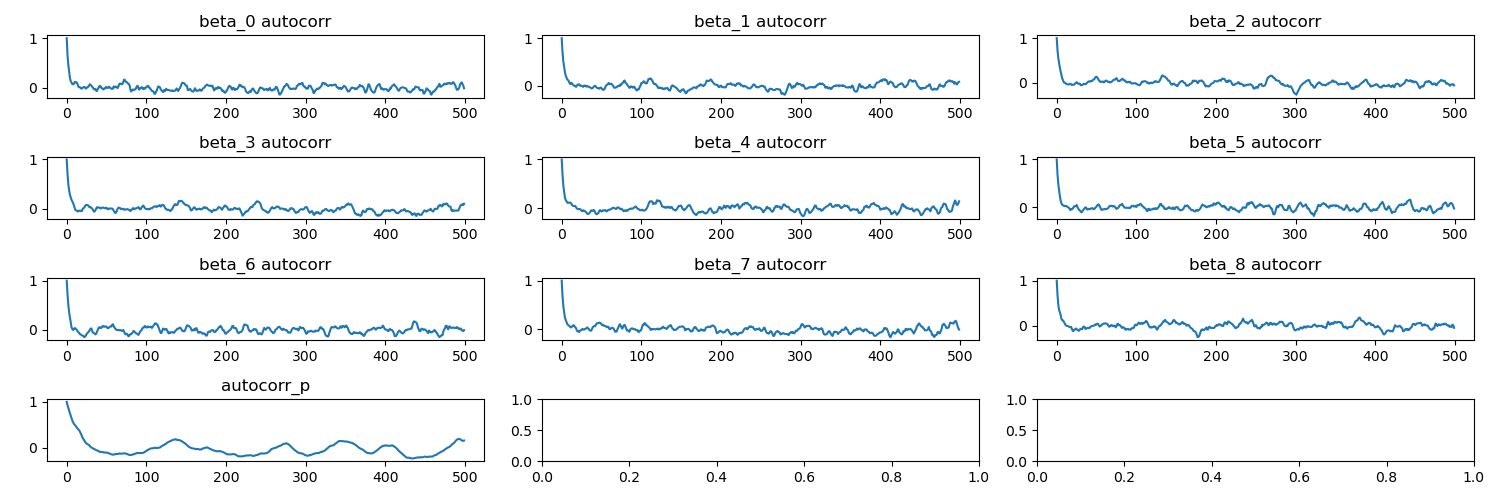 beta_0 autocorr beta_1 autocorr beta_2 autocorr
1 1 1
0 0 0
0 100 200 300 400 500 0 100 200 300 400 500 0 100 200 300 400 500
beta_3 autocorr beta_4 autocorr beta_5 autocorr
1 1 1
0 0 0
0 100 200 300 400 500 0 100 200 300 400 500 0 100 200 300 400 500
beta_6 autocorr beta_7 autocorr beta_8 autocorr
1 1 1
0 0 0
0 100 200 300 400 500 0 100 200 300 400 500 0 100 200 300 400 500
autocorr_p
1 1.0 1.0
0.5 0.5
0 0.0 0.0
0 100 200 300 400 500 0.0 0.2 0.4 0.6 0.8 1.0 0.0 0.2 0.4 0.6 0.8 1.0